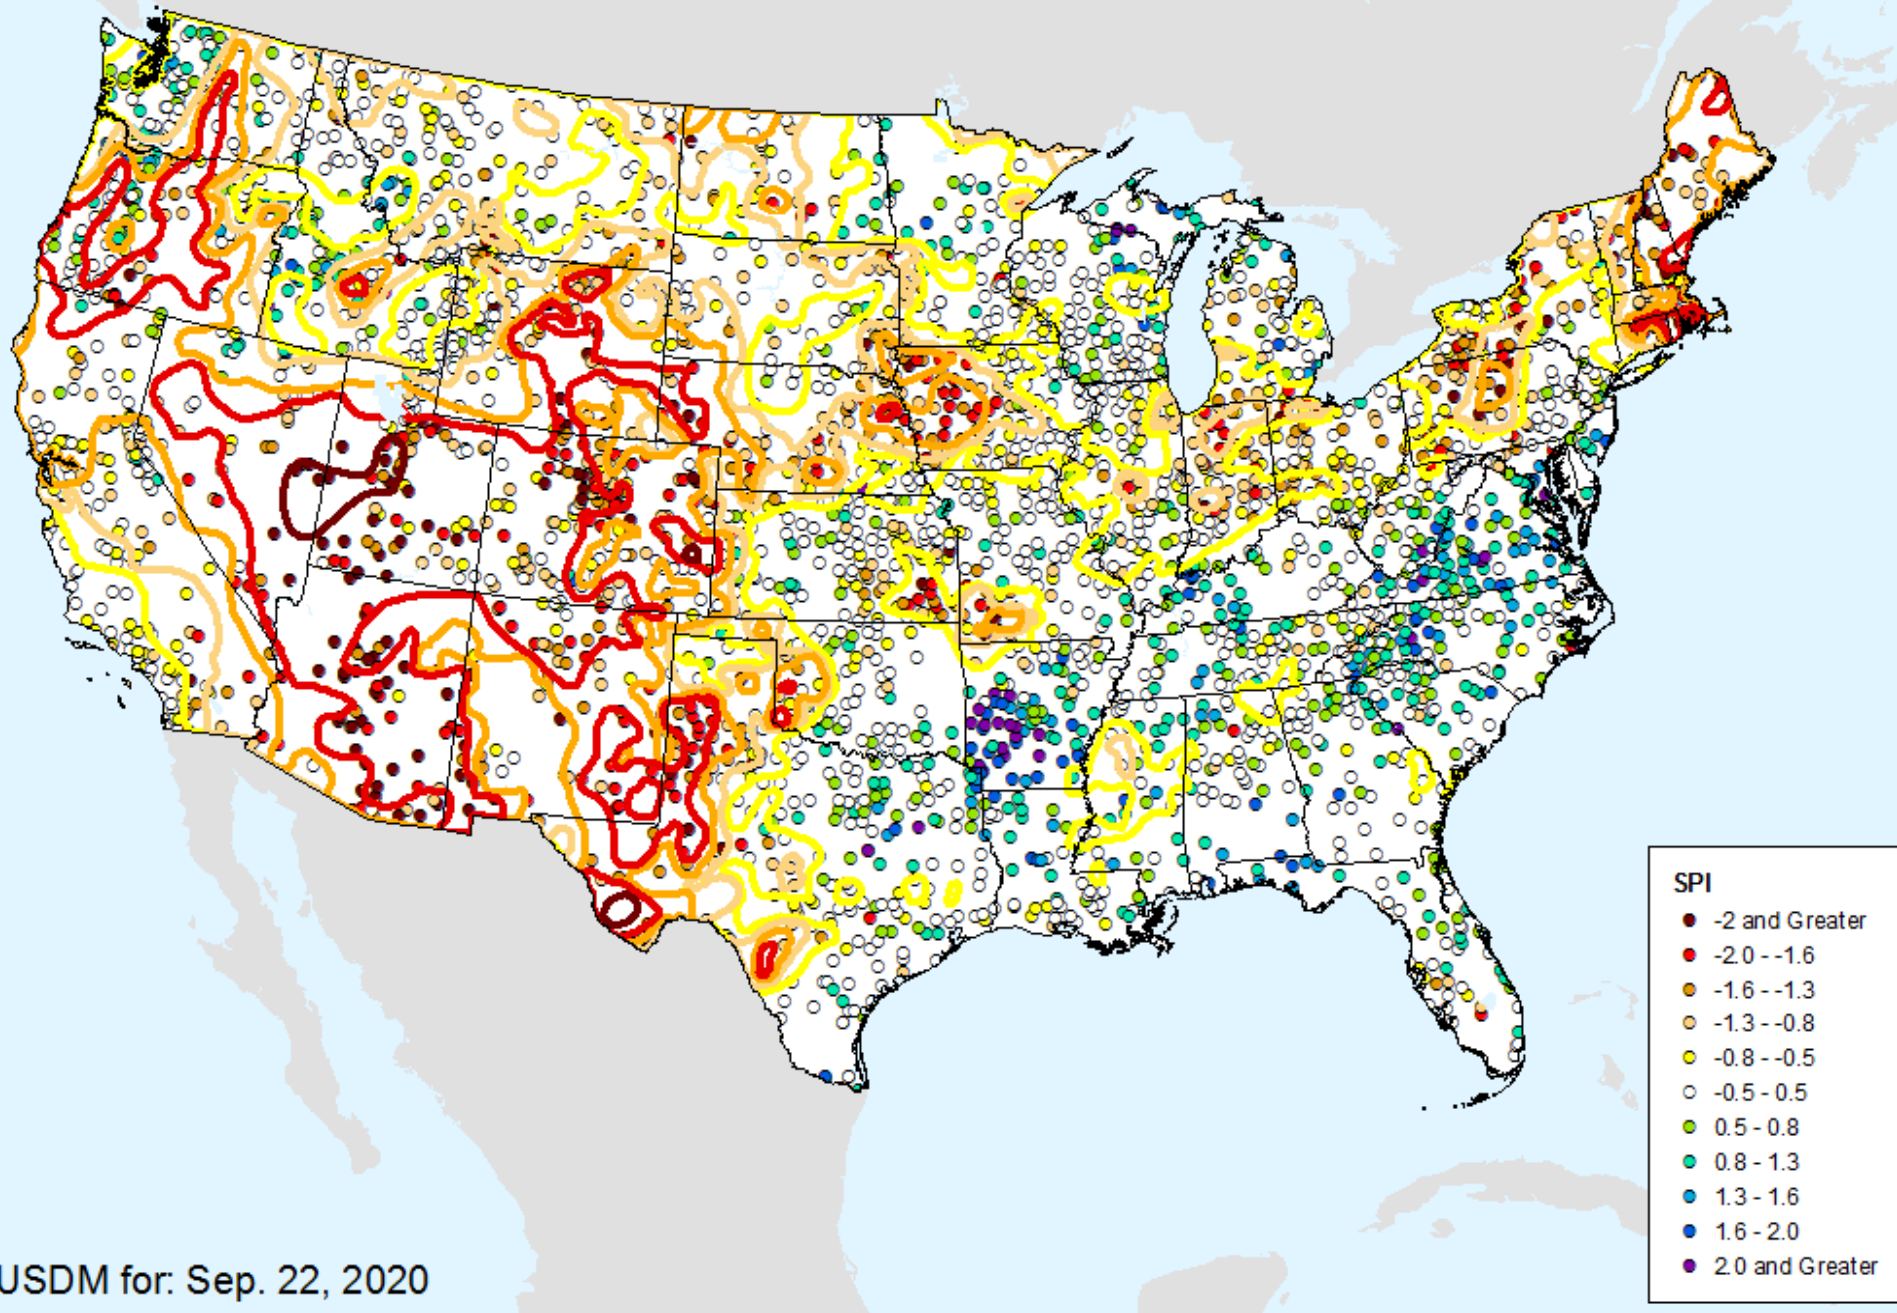 SPI
-2 and Greater
-2.0 - -1.6
-1.6 - -1.3
-1.3 - -0.8
-0.8 - -0.5
-0.5 - 0.5
0.5 - 0.8
0.8 - 1.3
1.3 - 1.6
1.6 - 2.0
2.0 and Greater
USDM for: Sep. 22, 2020